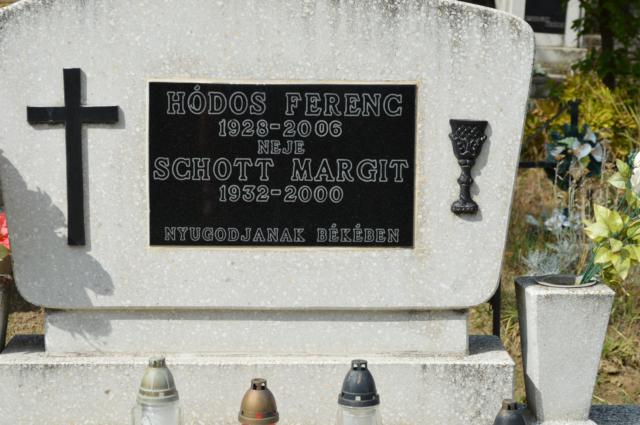 HÓDOS FERENC
1928-2006
NEJE
SCHOTT MARGIT
1932-2000
NYUGODJANAK BÉKÉBEN